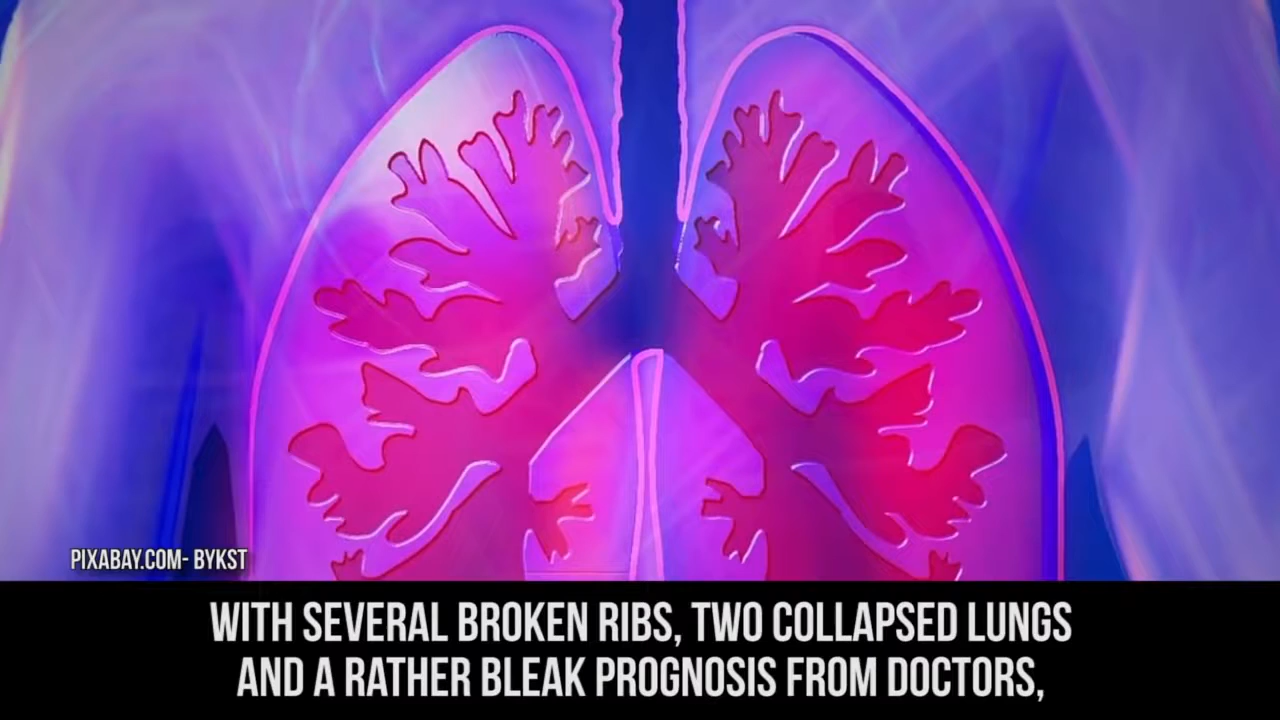 PIXABAY.COM- BYKST
WITH SEVERAL BROKEN RIBS, TWO COLLAPSED LUNGS
AND A RATHER BLEAK PROGNOSIS FROM DOCTORS,